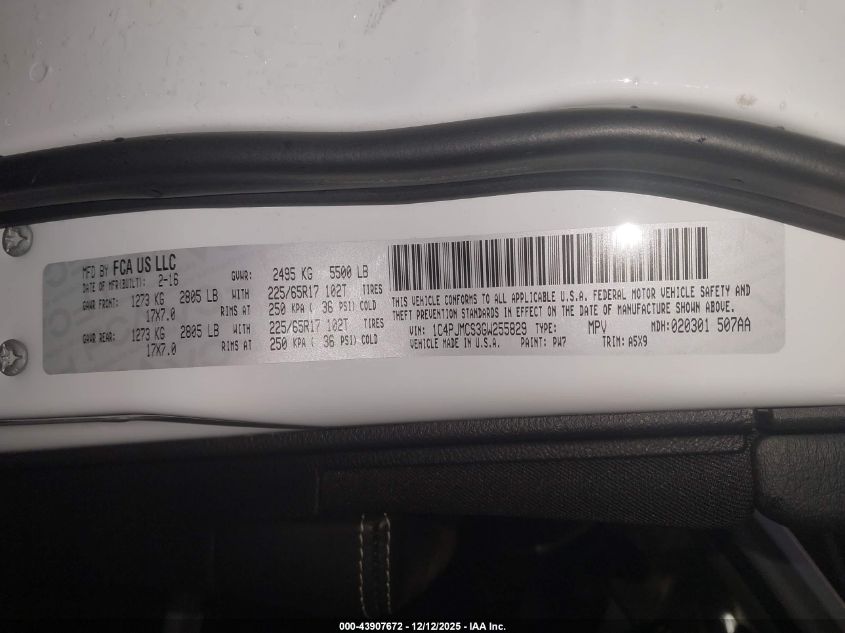 MFD BY FCA US LLC
DATE OF MFR(BUILT): 2-16
GVWR: 2495 KG 5500 LB
GAWR FRONT: 1273 KG 2805 LB WITH 225/65R17 102T TIRES
17X7.0 RIMS AT 250 KPA ( 36 PSI) COLD
GAWR REAR: 1273 KG 2805 LB WITH 225/65R17 102T TIRES
17X7.0 RIMS AT 250 KPA ( 36 PSI) COLD
THIS VEHICLE CONFORMS TO ALL APPLICABLE U.S.A. FEDERAL MOTOR VEHICLE SAFETY AND
THEFT PREVENTION STANDARDS IN EFFECT ON THE DATE OF MANUFACTURE SHOWN ABOVE.
VIN: 1C4PJMCS3GW255829 TYPE: MPV MDH: 020301 507AA
VEHICLE MADE IN U.S.A. PAINT: PW7 TRIM: A5X9
000-43907672 - 12/12/2025 - IAA Inc.